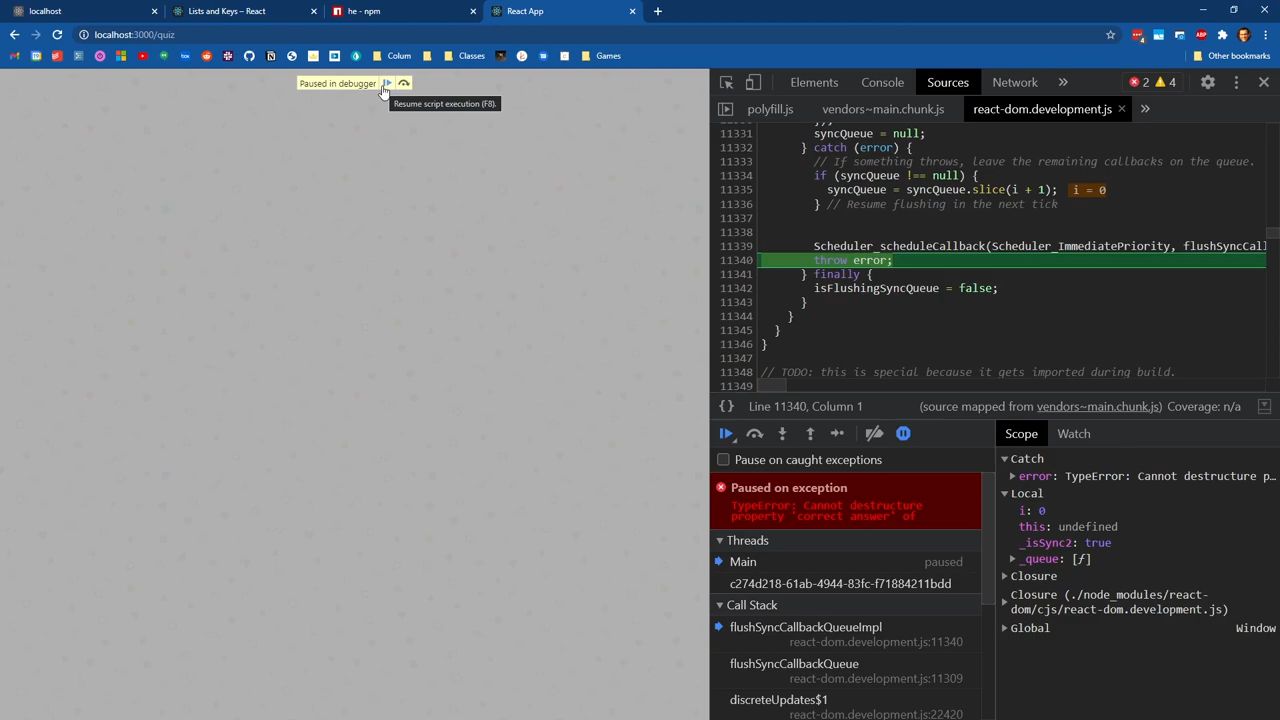 localhost
Lists and Keys – React
he - npm
React App
localhost:3000/quiz
Colum
Classes
Games
Other bookmarks
Paused in debugger
Resume script execution (F8).
Elements
Console
Sources
Network
2
4
polyfill.js
vendors~main.chunk.js
react-dom.development.js
11331 syncQueue = null;
11332 } catch (error) {
11333 // If something throws, leave the remaining callbacks on the queue.
11334 if (syncQueue !== null) {
11335 syncQueue = syncQueue.slice(i + 1); i = 0
11336 } // Resume flushing in the next tick
11337
11338
11339 Scheduler_scheduleCallback(Scheduler_ImmediatePriority, flushSyncCall
11340 throw error;
11341 } finally {
11342 isFlushingSyncQueue = false;
11343 }
11344 }
11345 }
11346 }
11347
11348 // TODO: this is special because it gets imported during build.
11349
{} Line 11340, Column 1
(source mapped from vendors~main.chunk.js) Coverage: n/a
Pause on caught exceptions
Paused on exception
TypeError: Cannot destructure
property 'correct answer' of
Threads
Main
paused
c274d218-61ab-4944-83fc-f71884211bdd
Call Stack
flushSyncCallbackQueueImpl
react-dom.development.js:11340
flushSyncCallbackQueue
react-dom.development.js:11309
discreteUpdates$1
react-dom.development.js:22420
Scope
Watch
Catch
error: TypeError: Cannot destructure p…
Local
i: 0
this: undefined
_isSync2: true
_queue: [ƒ]
Closure
Closure (./node_modules/react-
dom/cjs/react-dom.development.js)
Global
Window